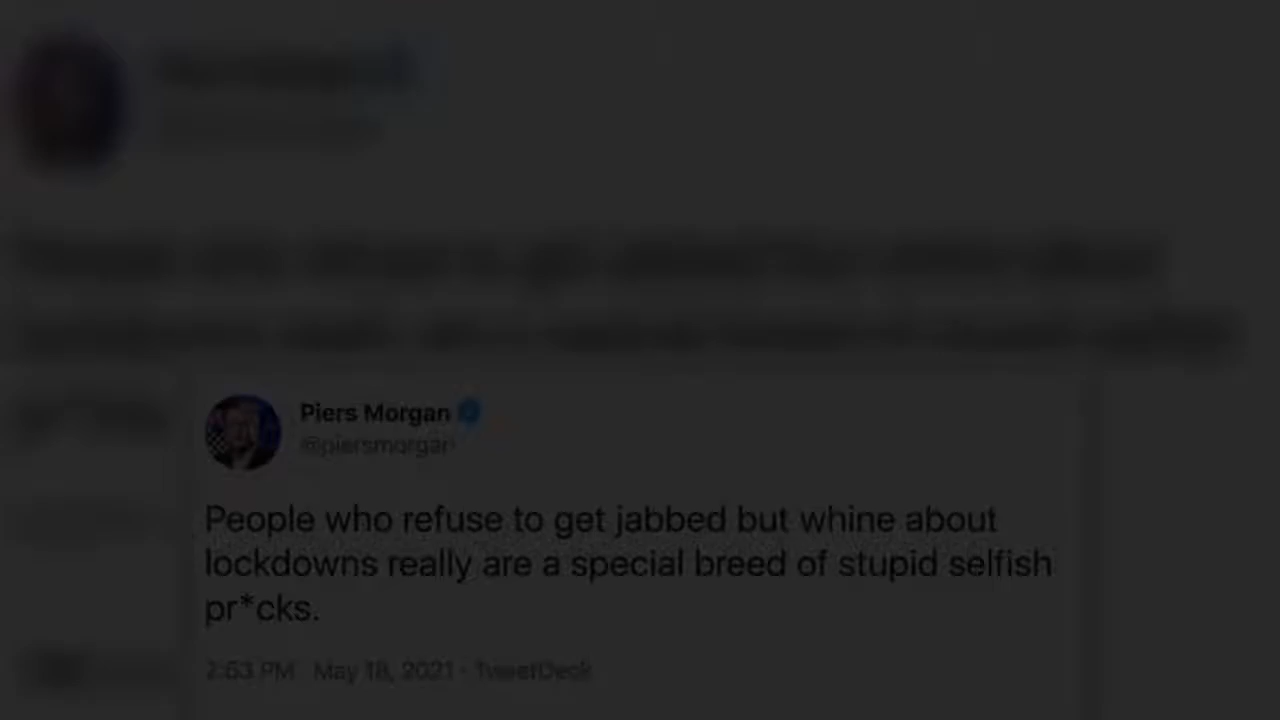 Piers Morgan
@piersmorgan
People who refuse to get jabbed but whine about
lockdowns really are a special breed of stupid selfish
pr*cks.
2:53 PM · May 18, 2021 · TweetDeck